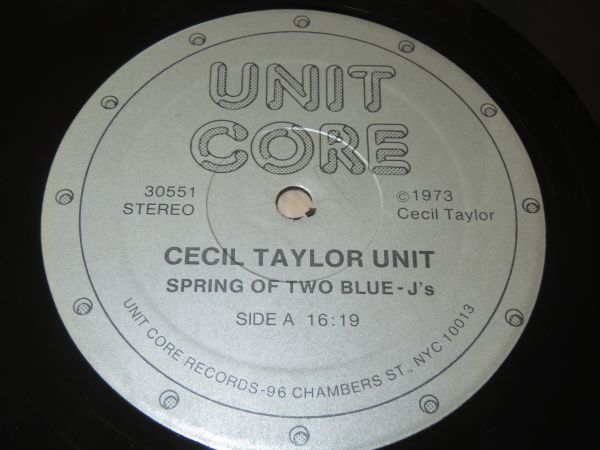 UNIT
CORE
30551
STEREO
©1973
Cecil Taylor
CECIL TAYLOR UNIT
SPRING OF TWO BLUE-J's
SIDE A 16:19
UNIT CORE RECORDS-96 CHAMBERS ST., NYC 10013